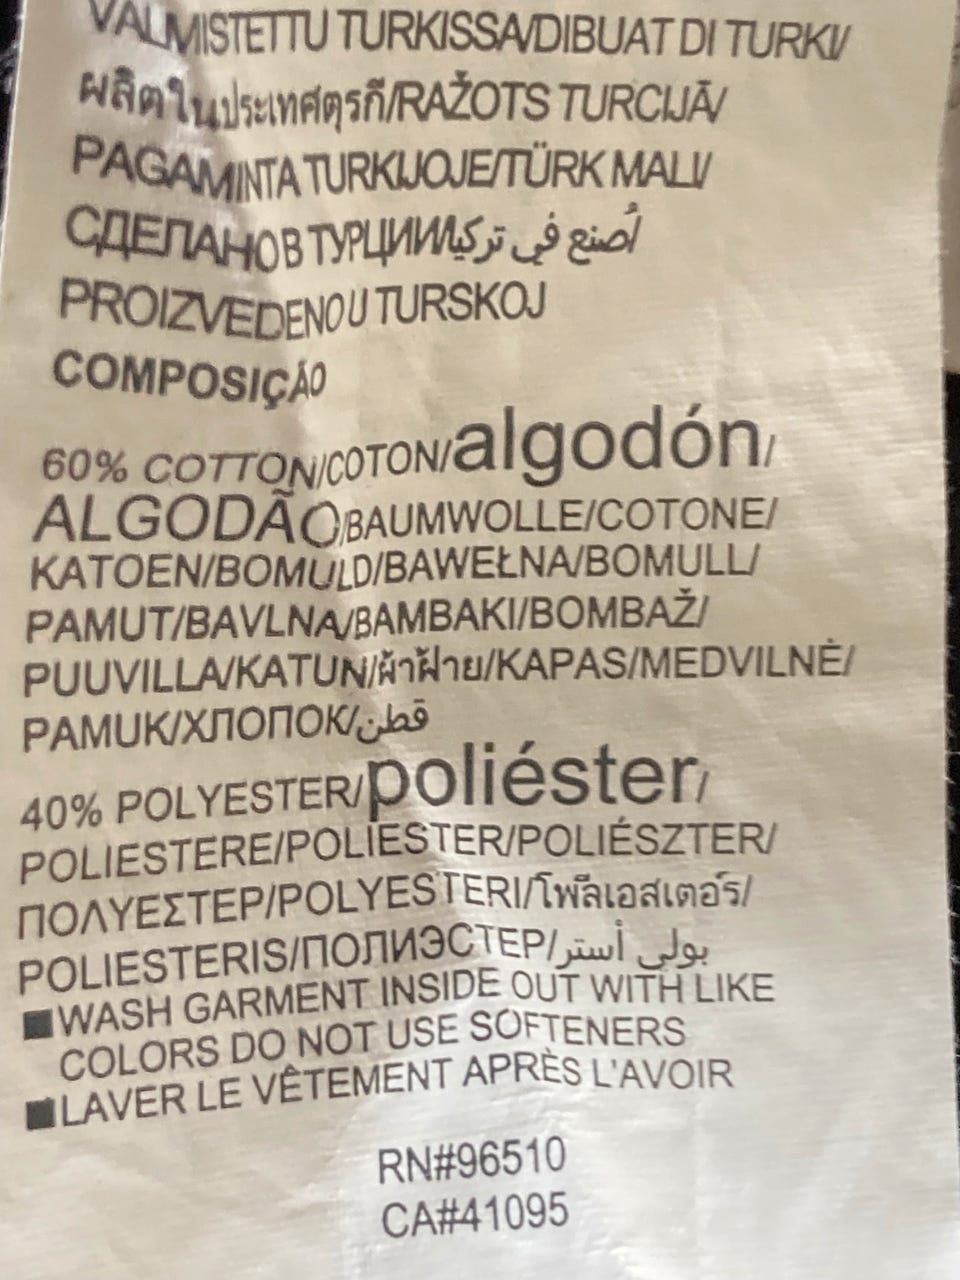 VALMISTETTU TURKISSA/DIBUAT DI TURKI/
ผลิตในประเทศตุรกี/RAŽOTS TURCIJĀ/
PAGAMINTA TURKIJOJE/TÜRK MALI/
СДЕЛАНО В ТУРЦИИ/أصنع في تركيا/
PROIZVEDENO U TURSKOJ
COMPOSIÇÃO
60% COTTON/COTON/algodón/
ALGODÃO/BAUMWOLLE/COTONE/
KATOEN/BOMULD/BAWEŁNA/BOMULL/
PAMUT/BAVLNA/BAMBAKI/BOMBAŽ/
PUUVILLA/KATUN/ผ้าฝ้าย/KAPAS/MEDVILNĖ/
PAMUK/ХЛОПОК/قطن
40% POLYESTER/poliéster/
POLIESTERE/POLIESTER/POLIÉSZTER/
ΠΟΛΥΕΣΤΕΡ/POLYESTERI/โพลีเอสเตอร์/
POLIESTERIS/ПОЛИЭСТЕР/بولي أستر
■WASH GARMENT INSIDE OUT WITH LIKE
COLORS DO NOT USE SOFTENERS
■LAVER LE VÊTEMENT APRÈS L'AVOIR
RN#96510
CA#41095